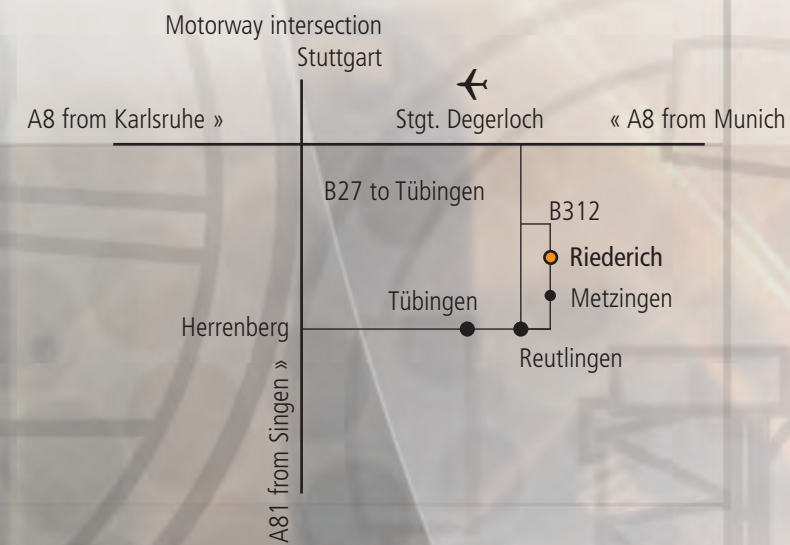 Motorway intersection
Stuttgart
A8 from Karlsruhe »
Stgt. Degerloch
« A8 from Munich
B27 to Tübingen
B312
Riederich
Tübingen
Metzingen
Herrenberg
Reutlingen
A81 from Singen »